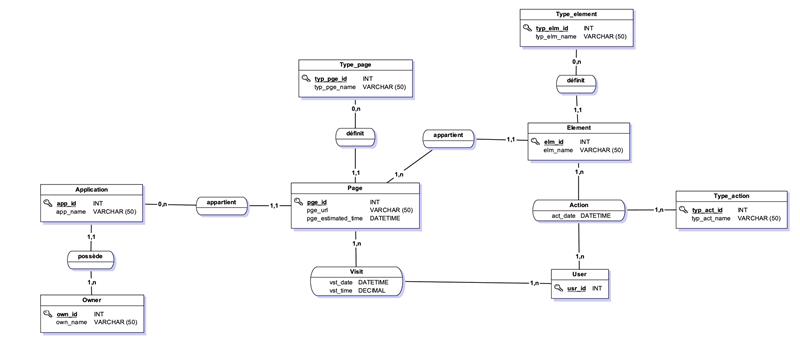 Type_element
typ_elm_id INT
typ_elm_name VARCHAR (50)
0,n
définit
1,1
Type_page
typ_pge_id INT
typ_pge_name VARCHAR (50)
0,n
définit
1,1
appartient
1,1
1,n
Element
elm_id INT
elm_name VARCHAR (50)
1,n
Application
app_id INT
app_name VARCHAR (50)
0,n
appartient
1,1
Page
pge_id INT
pge_url VARCHAR (50)
pge_estimated_time DATETIME
Action
act_date DATETIME
1,n
Type_action
typ_act_id INT
typ_act_name VARCHAR (50)
1,1
possède
1,n
1,n
Visit
vst_date DATETIME
vst_time DECIMAL
1,n
1,n
User
usr_id INT
Owner
own_id INT
own_name VARCHAR (50)